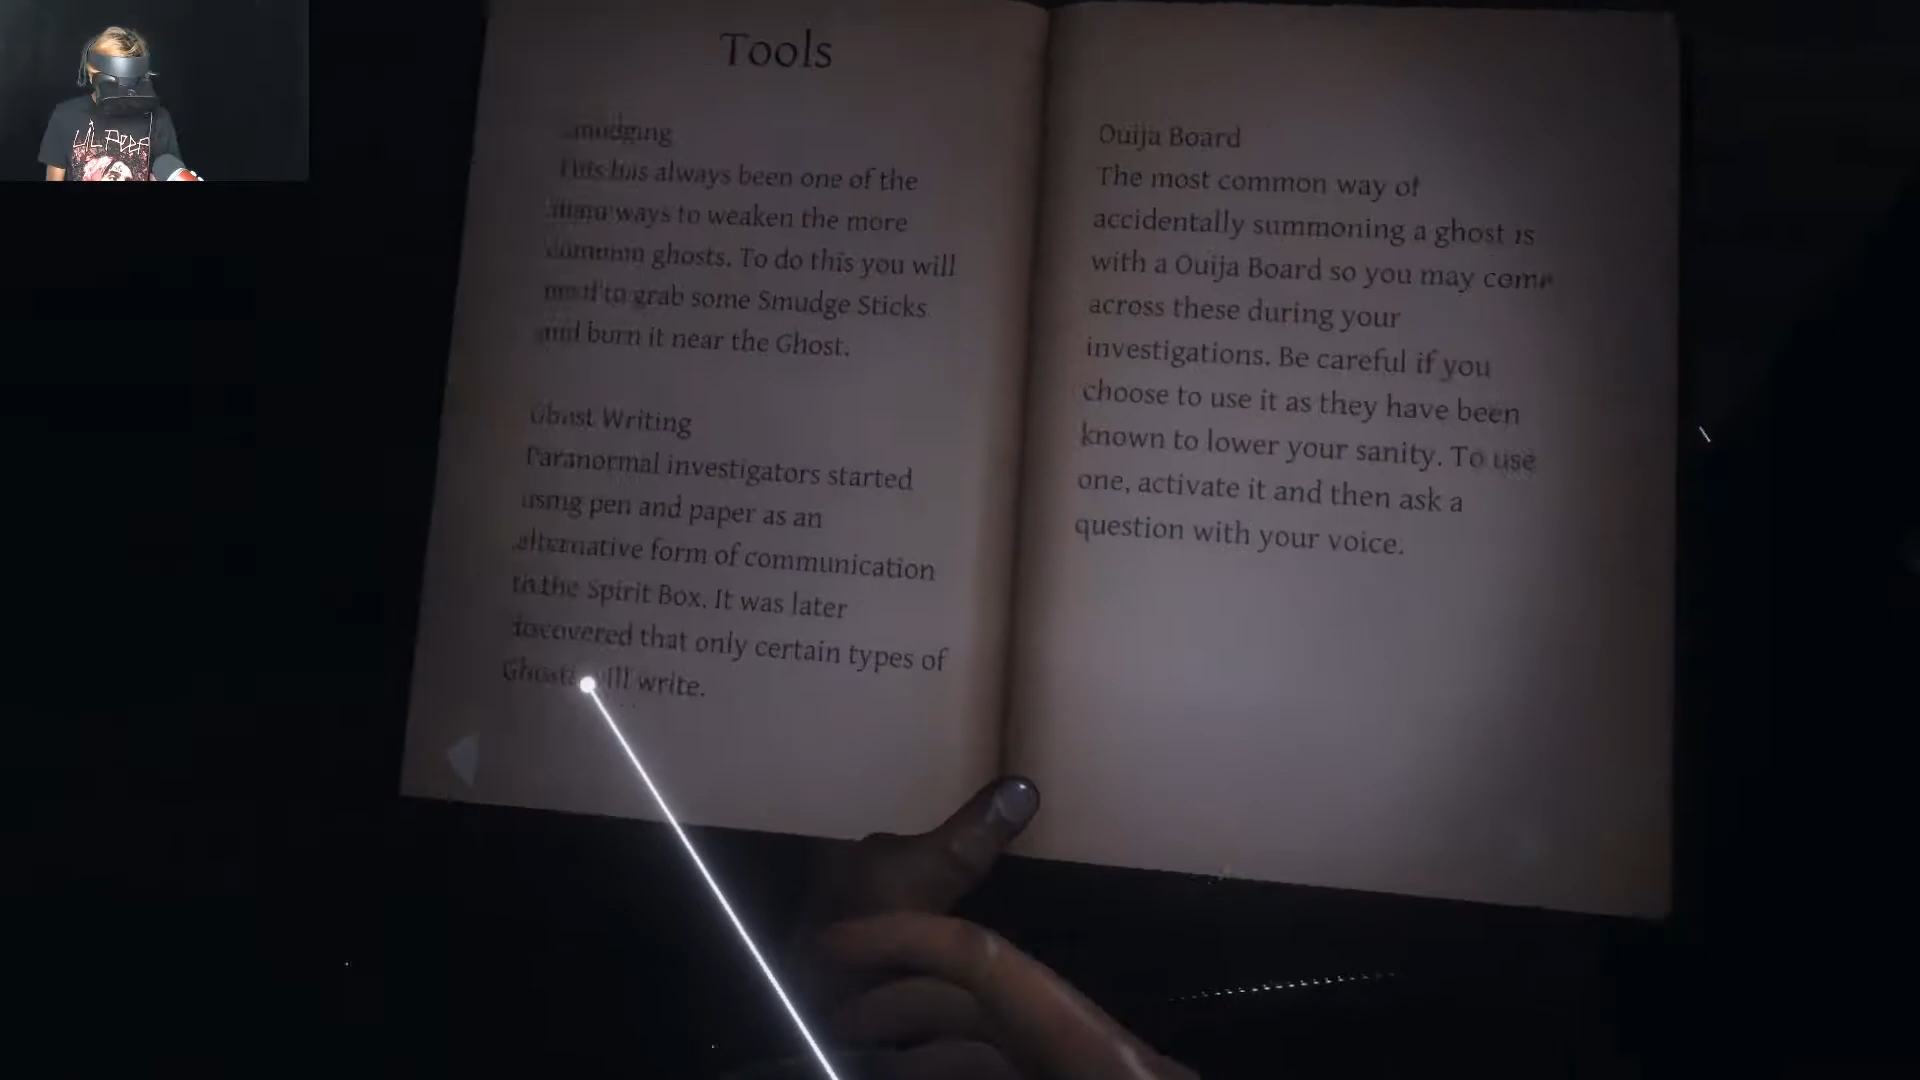 Tools
Smudging
This has always been one of the
main ways to weaken the more
common ghosts. To do this you will
need to grab some Smudge Sticks
and burn it near the Ghost.
Ghost Writing
Paranormal investigators started
using pen and paper as an
alternative form of communication
to the Spirit Box. It was later
discovered that only certain types of
Ghosts will write.
Ouija Board
The most common way of
accidentally summoning a ghost is
with a Ouija Board so you may come
across these during your
investigations. Be careful if you
choose to use it as they have been
known to lower your sanity. To use
one, activate it and then ask a
question with your voice.
LIL PEEP